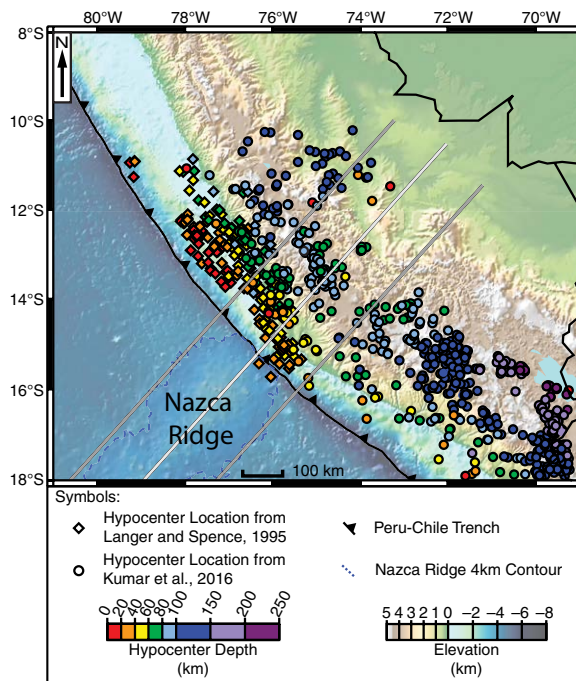 80°W 78°W 76°W 74°W 72°W 70°W
8°S
N
10°S
12°S
14°S
16°S
18°S
Nazca
Ridge
100 km
Symbols:
Hypocenter Location from
Langer and Spence, 1995
Hypocenter Location from
Kumar et al., 2016
Peru-Chile Trench
Nazca Ridge 4km Contour
0 20 40 60 80 100 150 200 250
Hypocenter Depth
(km)
5 4 3 2 1 0 −2 −4 −6 −8
Elevation
(km)